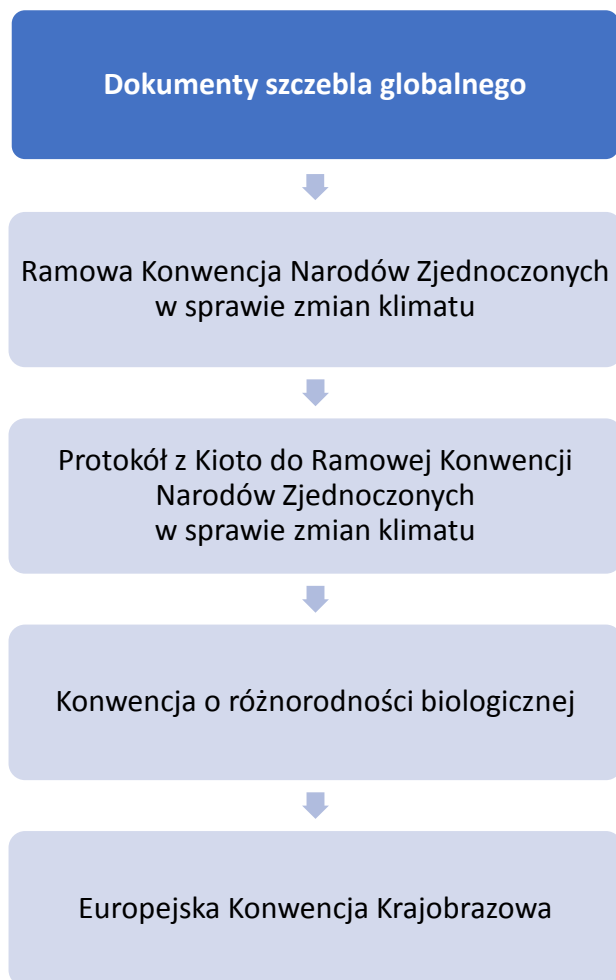 Dokumenty szczebla globalnego
Ramowa Konwencja Narodów Zjednoczonych
w sprawie zmian klimatu
Protokół z Kioto do Ramowej Konwencji
Narodów Zjednoczonych
w sprawie zmian klimatu
Konwencja o różnorodności biologicznej
Europejska Konwencja Krajobrazowa